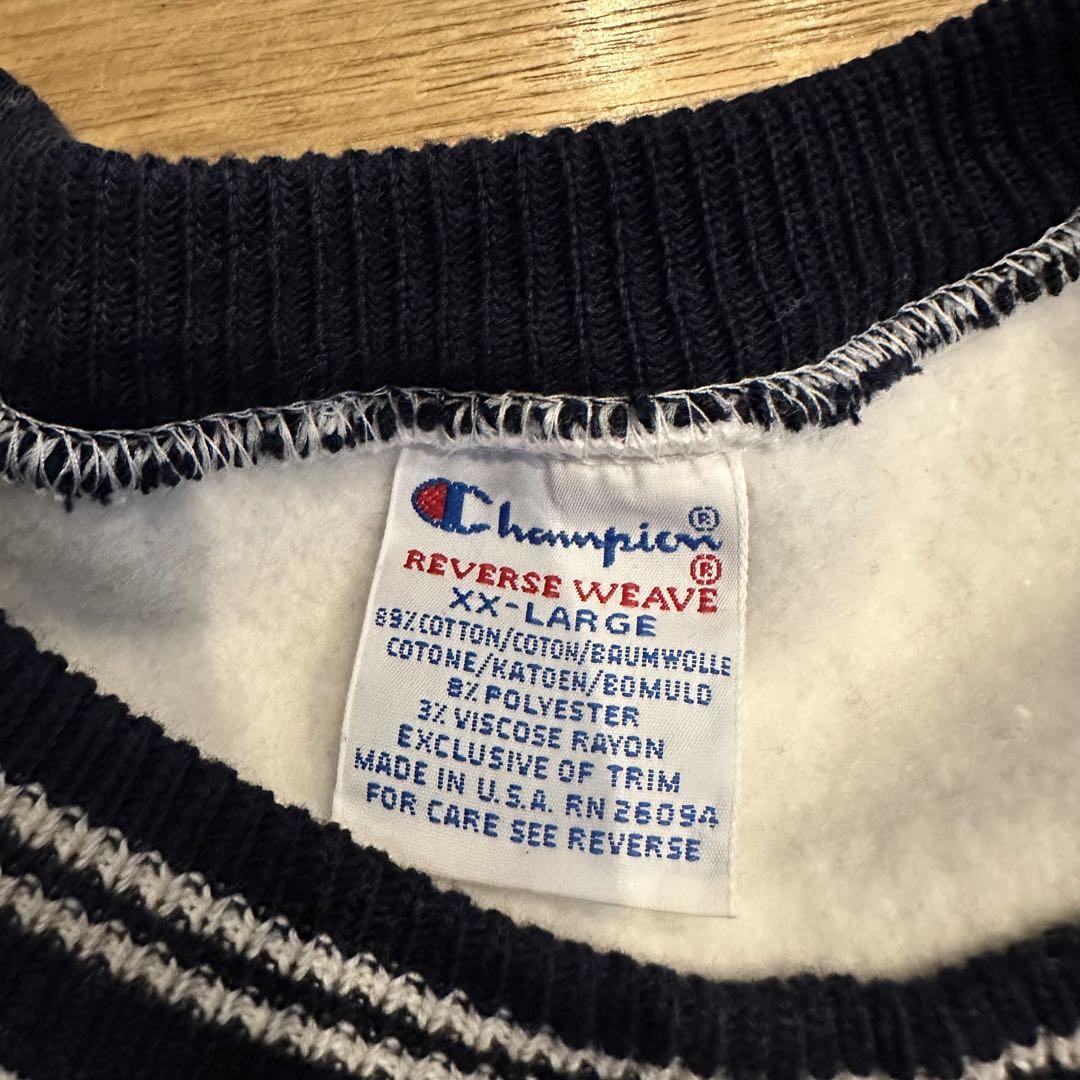 Champion®
REVERSE WEAVE®
XX-LARGE
89% COTTON/COTON/BAUMWOLLE
COTONE/KATOEN/BOMULD
8% POLYESTER
3% VISCOSE RAYON
EXCLUSIVE OF TRIM
MADE IN U.S.A. RN 26094
FOR CARE SEE REVERSE